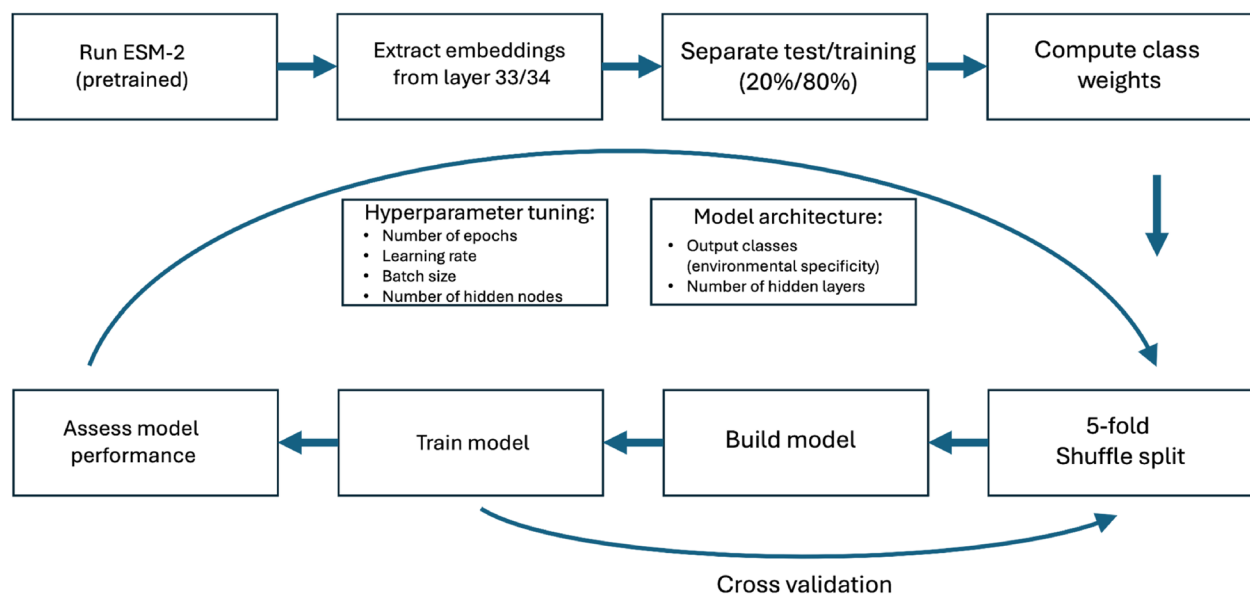 Run ESM-2
(pretrained)
Extract embeddings
from layer 33/34
Separate test/training
(20%/80%)
Compute class
weights
Hyperparameter tuning:
• Number of epochs
• Learning rate
• Batch size
• Number of hidden nodes
Model architecture:
• Output classes
(environmental specificity)
• Number of hidden layers
Assess model
performance
Train model
Build model
5-fold
Shuffle split
Cross validation